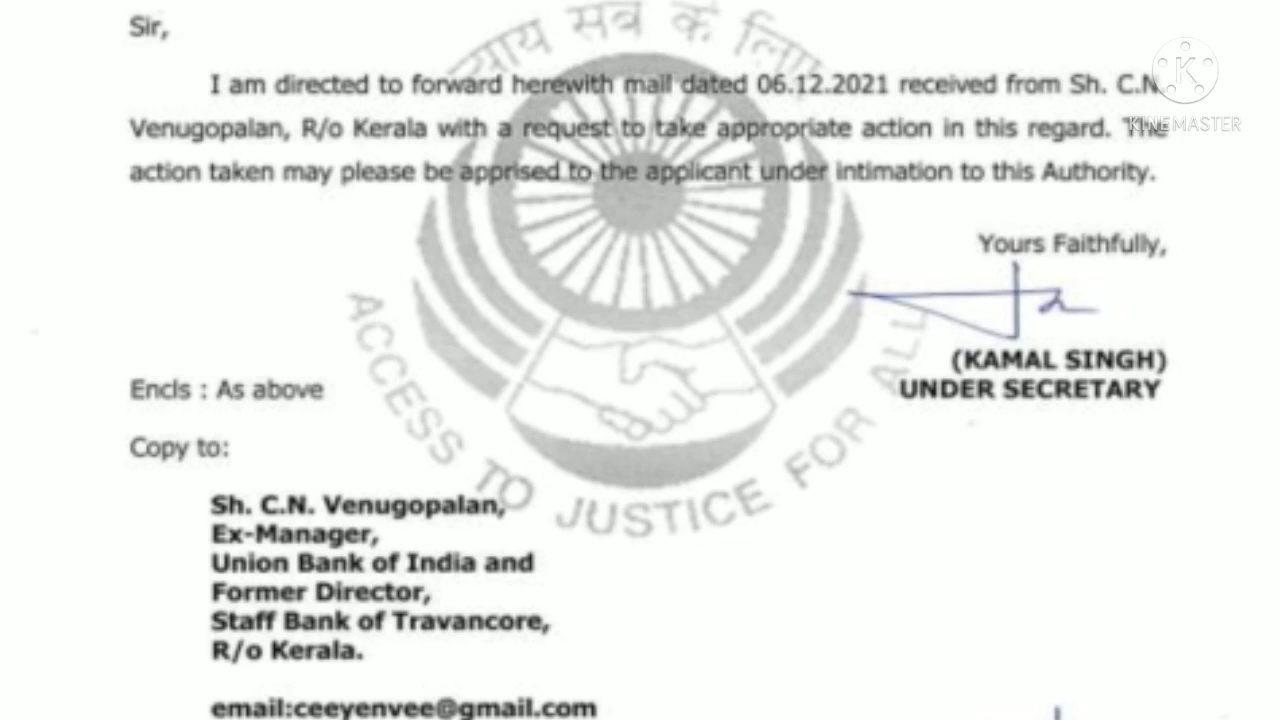 Sir,
न्याय सब के लिए
I am directed to forward herewith mail dated 06.12.2021 received from Sh. C.N.
Venugopalan, R/o Kerala with a request to take appropriate action in this regard. The
action taken may please be apprised to the applicant under intimation to this Authority.
K
KINEMASTER
Yours Faithfully,
(KAMAL SINGH)
UNDER SECRETARY
Encls : As above
ACCESS TO JUSTICE FOR ALL
Copy to:
Sh. C.N. Venugopalan,
Ex-Manager,
Union Bank of India and
Former Director,
Staff Bank of Travancore,
R/o Kerala.
email:ceeyenvee@gmail.com